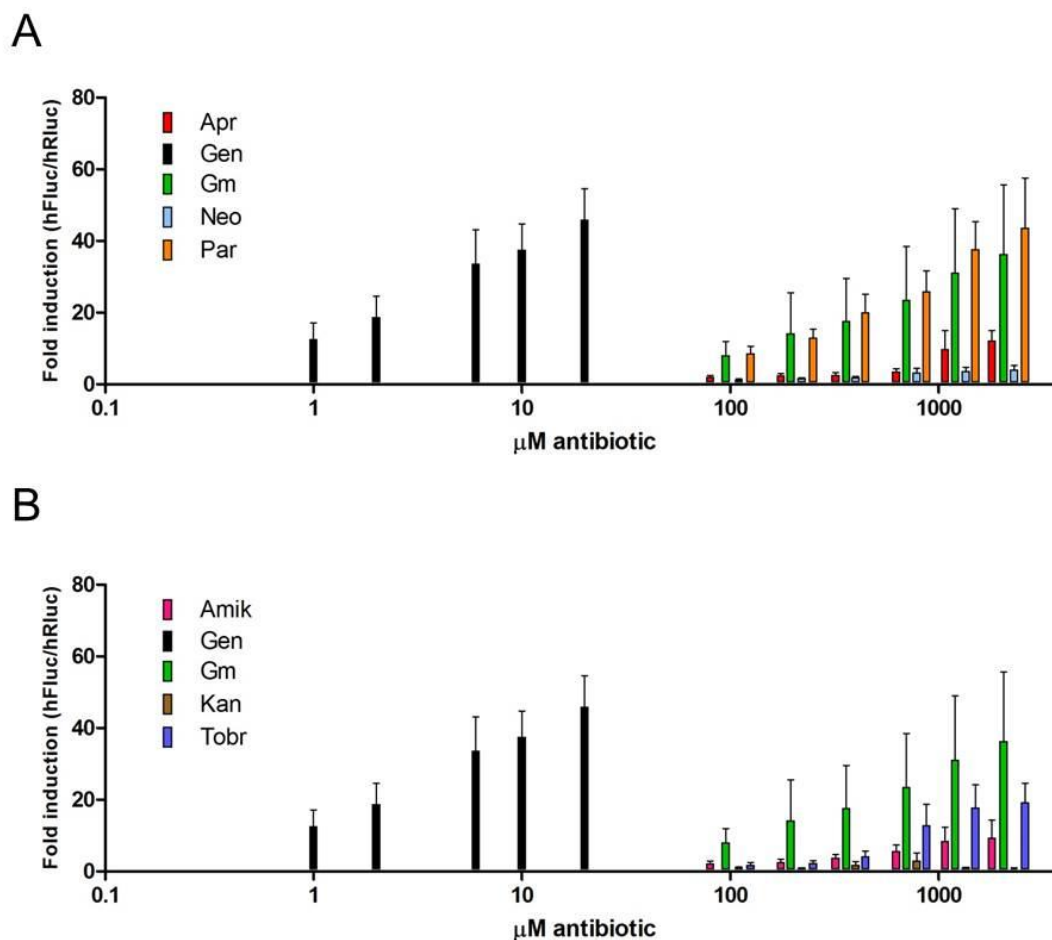 A
Fold induction (hFluc/hRluc)
80
60
40
20
0
Apr
Gen
Gm
Neo
Par
0.1
1
10
100
1000
µM antibiotic
B
Fold induction (hFluc/hRluc)
80
60
40
20
0
Amik
Gen
Gm
Kan
Tobr
0.1
1
10
100
1000
µM antibiotic